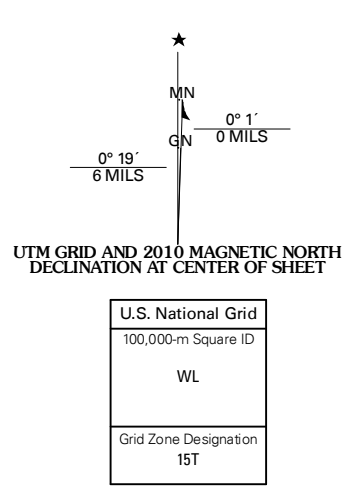 MN
0° 1´
0 MILS
GN
0° 19´
6 MILS
UTM GRID AND 2010 MAGNETIC NORTH
DECLINATION AT CENTER OF SHEET
U.S. National Grid
100,000-m Square ID
WL
Grid Zone Designation
15T